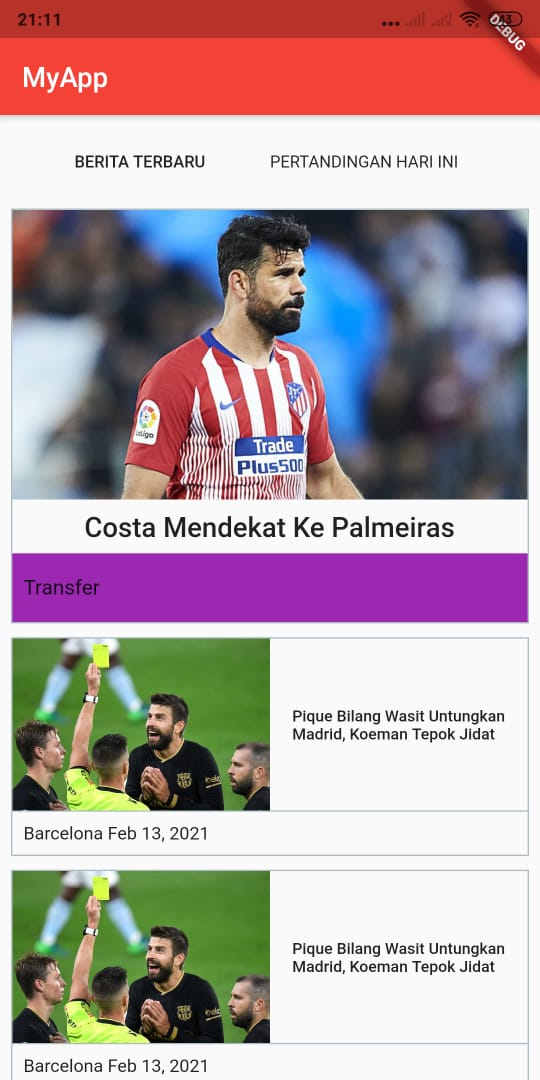 21:11
DEBUG
MyApp
BERITA TERBARU
PERTANDINGAN HARI INI
LaLiga
Trade
Plus500
Costa Mendekat Ke Palmeiras
Transfer
Pique Bilang Wasit Untungkan
Madrid, Koeman Tepok Jidat
Barcelona Feb 13, 2021
Pique Bilang Wasit Untungkan
Madrid, Koeman Tepok Jidat
Barcelona Feb 13, 2021